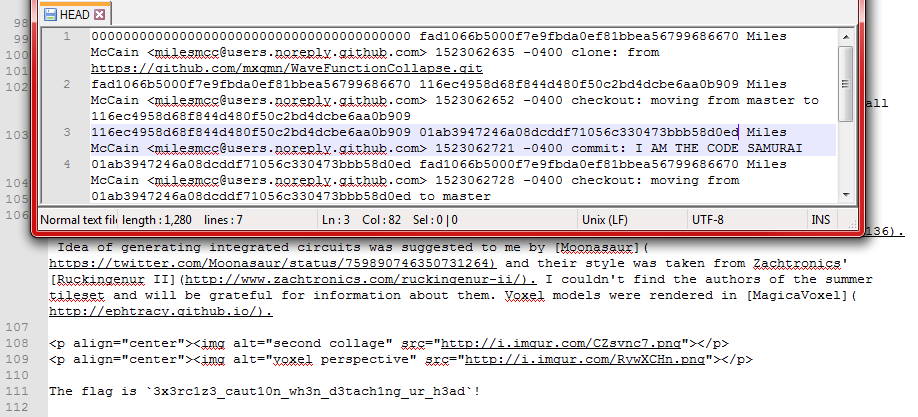 98
99
100
101
102
all
103
104
105
106
136).
HEAD
1 0000000000000000000000000000000000000000 fad1066b5000f7e9fbda0ef81bbea56799686670 Miles
McCain <milesmcc@users.noreply.github.com> 1523062635 -0400 clone: from
https://github.com/mxgmn/WaveFunctionCollapse.git
2 fad1066b5000f7e9fbda0ef81bbea56799686670 116ec4958d68f844d480f50c2bd4dcbe6aa0b909 Miles
McCain <milesmcc@users.noreply.github.com> 1523062652 -0400 checkout: moving from master to
116ec4958d68f844d480f50c2bd4dcbe6aa0b909
3 116ec4958d68f844d480f50c2bd4dcbe6aa0b909 01ab3947246a08dcddf71056c330473bbb58d0ed Miles
McCain <milesmcc@users.noreply.github.com> 1523062721 -0400 commit: I AM THE CODE SAMURAI
4 01ab3947246a08dcddf71056c330473bbb58d0ed fad1066b5000f7e9fbda0ef81bbea56799686670 Miles
McCain <milesmcc@users.noreply.github.com> 1523062728 -0400 checkout: moving from
01ab3947246a08dcddf71056c330473bbb58d0ed to master
Normal text file length : 1,280 lines : 7 Ln : 3 Col : 82 Sel : 0 | 0 Unix (LF) UTF-8 INS
Idea of generating integrated circuits was suggested to me by [Moonasaur](
https://twitter.com/Moonasaur/status/759890746350731264) and their style was taken from Zachtronics'
[Ruckingenur II](http://www.zachtronics.com/ruckingenur-ii/). I couldn't find the authors of the summer
tileset and will be grateful for information about them. Voxel models were rendered in [MagicaVoxel](
http://ephtracy.github.io/).
107
108 <p align="center"><img alt="second collage" src="http://i.imgur.com/CZsvnc7.png"></p>
109 <p align="center"><img alt="voxel perspective" src="http://i.imgur.com/RywXCHn.png"></p>
110
111 The flag is `3x3rc1z3_caut10n_wh3n_d3tach1ng_ur_h3ad`!
112